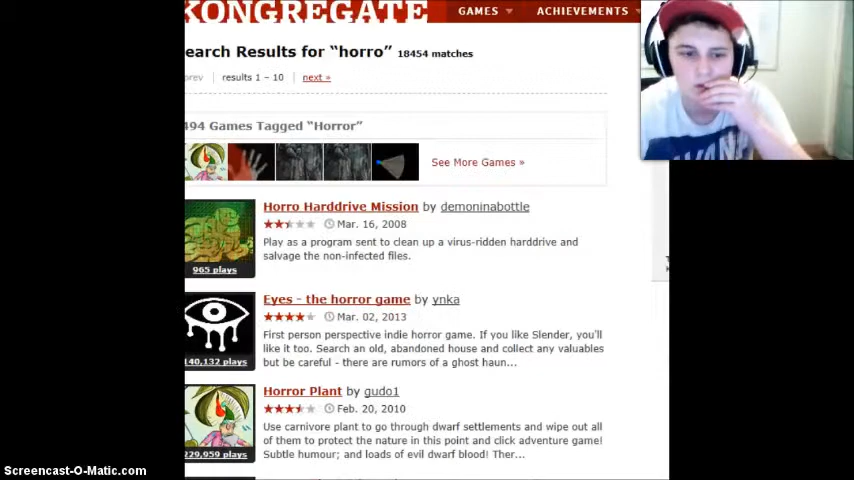 KONGREGATE
GAMES
ACHIEVEMENTS
earch Results for “horro” 18454 matches
prev results 1 – 10 next »
494 Games Tagged “Horror”
See More Games »
Horro Harddrive Mission by demoninabottle
Mar. 16, 2008
Play as a program sent to clean up a virus-ridden harddrive and
salvage the non-infected files.
965 plays
Eyes - the horror game by ynka
Mar. 02, 2013
First person perspective indie horror game. If you like Slender, you'll
like it too. Search an old, abandoned house and collect any valuables
but be careful - there are rumors of a ghost haun...
140,132 plays
Horror Plant by gudo1
Feb. 20, 2010
Use carnivore plant to go through dwarf settlements and wipe out all
of them to protect the nature in this point and click adventure game!
Subtle humour; and loads of evil dwarf blood! Ther...
229,959 plays
Screencast-O-Matic.com